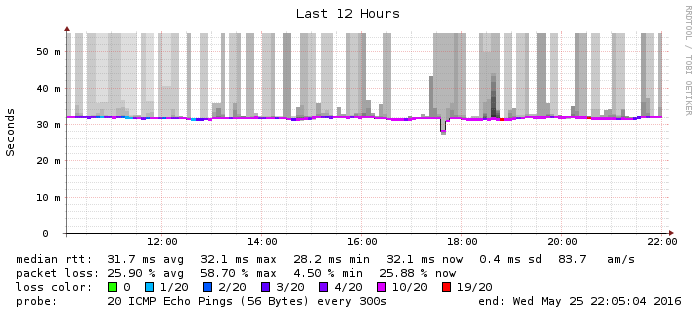 Last 12 Hours
RRDTOOL / TOBI OETIKER
Seconds
50 m
40 m
30 m
20 m
10 m
0
12:00 14:00 16:00 18:00 20:00 22:00
median rtt: 31.7 ms avg 32.1 ms max 28.2 ms min 32.1 ms now 0.4 ms sd 83.7 am/s
packet loss: 25.90 % avg 58.70 % max 4.50 % min 25.88 % now
loss color: 0 1/20 2/20 3/20 4/20 10/20 19/20
probe: 20 ICMP Echo Pings (56 Bytes) every 300s end: Wed May 25 22:05:04 2016